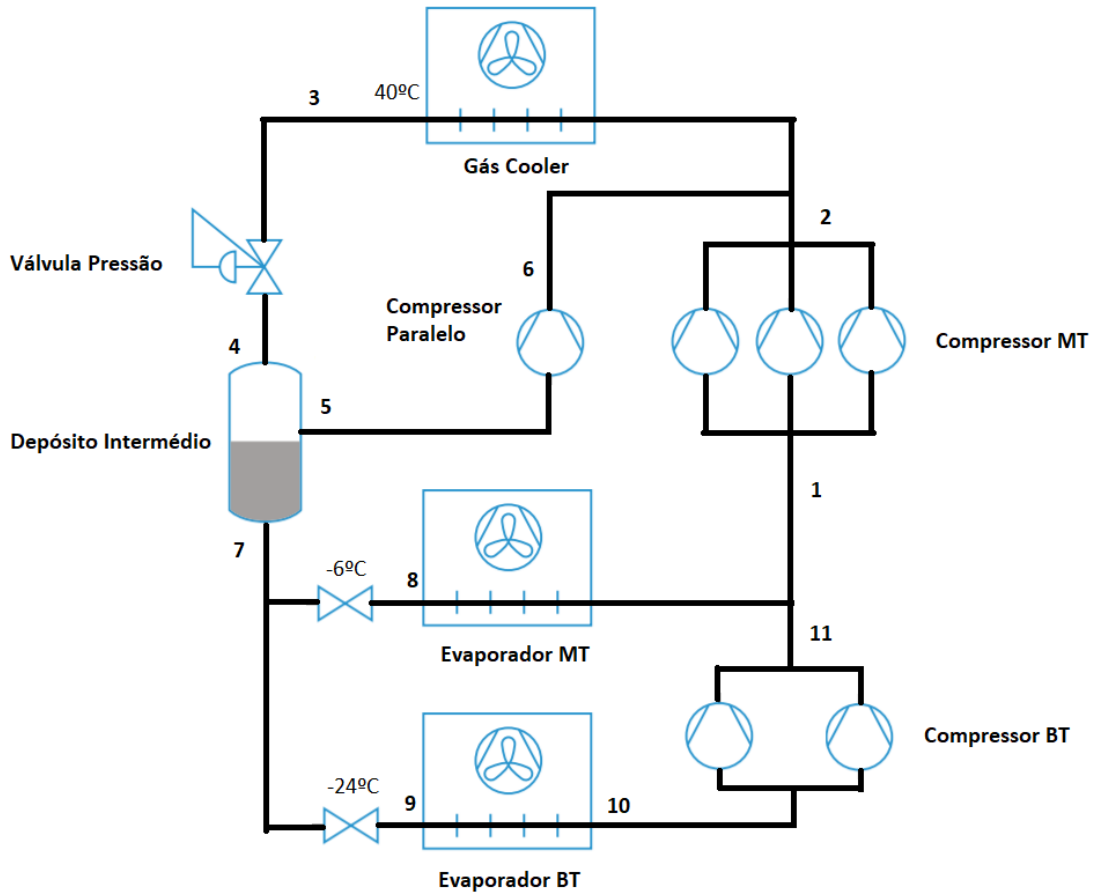 3
40ºC
Gás Cooler
2
Válvula Pressão
6
Compressor
Paralelo
Compressor MT
4
5
Depósito Intermédio
1
7
-6ºC
8
Evaporador MT
11
Compressor BT
-24ºC
9
10
Evaporador BT